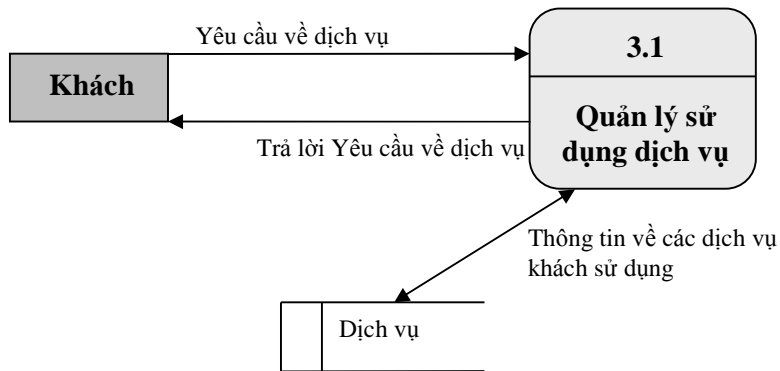 Yêu cầu về dịch vụ
3.1
Khách
Quản lý sử
dụng dịch vụ
Trả lời Yêu cầu về dịch vụ
Thông tin về các dịch vụ
khách sử dụng
Dịch vụ